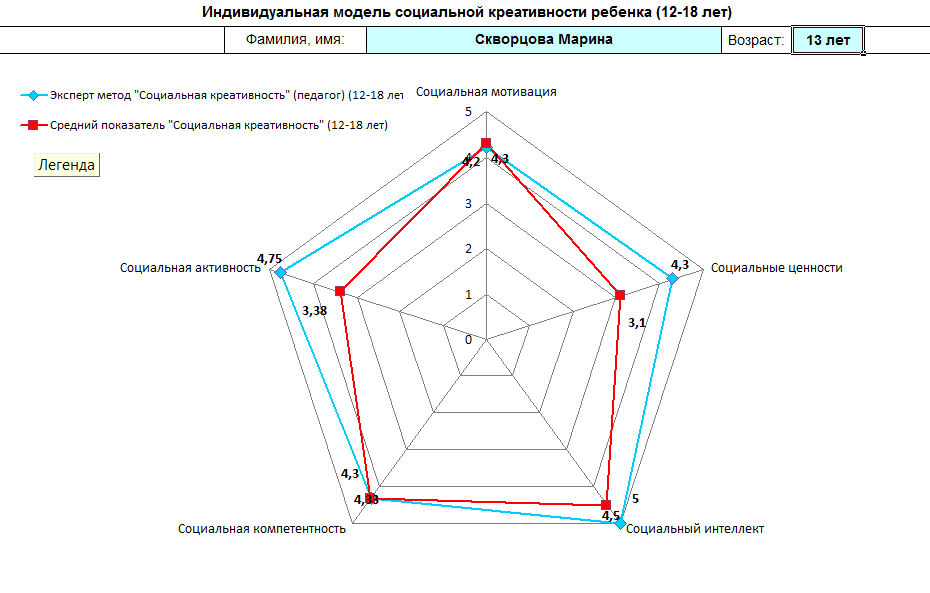 Индивидуальная модель социальной креативности ребенка (12-18 лет)
Фамилия, имя: Скворцова Марина Возраст: 13 лет
Эксперт метод "Социальная креативность" (педагог) (12-18 лет
Средний показатель "Социальная креативность" (12-18 лет)
Легенда
Социальная мотивация
5
4
4,2 4,3
3
2
1
0
Социальная активность
4,75
3,38
4,3
Социальные ценности
3,1
4,3
4,33
Социальная компетентность
5
4,5
Социальный интеллект